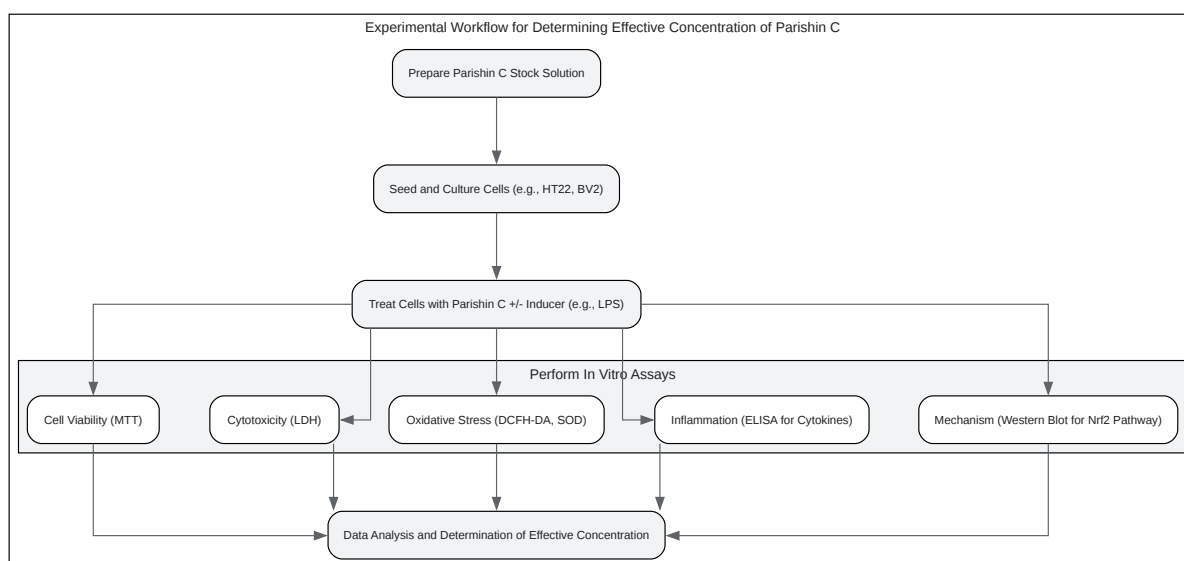 Experimental Workflow for Determining Effective Concentration of Parishin C
Prepare Parishin C Stock Solution
Seed and Culture Cells (e.g., HT22, BV2)
Treat Cells with Parishin C +/- Inducer (e.g., LPS)
Perform In Vitro Assays
Cell Viability (MTT)
Cytotoxicity (LDH)
Oxidative Stress (DCFH-DA, SOD)
Inflammation (ELISA for Cytokines)
Mechanism (Western Blot for Nrf2 Pathway)
Data Analysis and Determination of Effective Concentration